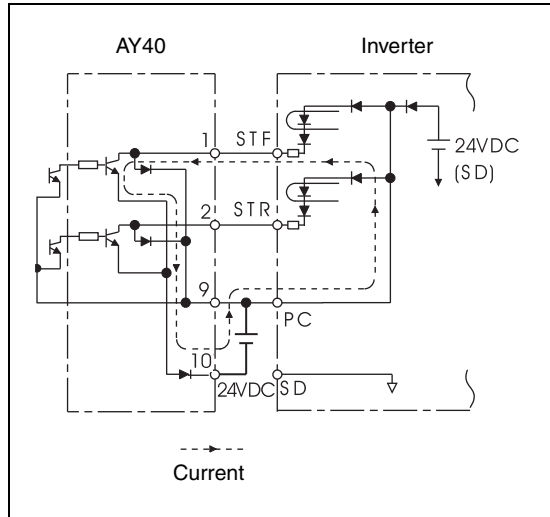 AY40
Inverter
1 STF
24VDC
(SD)
2 STR
9
PC
10
24VDC SD
Current